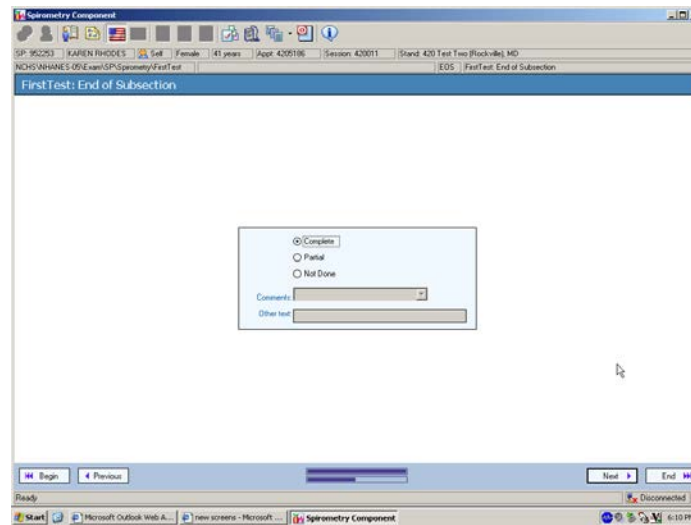 Spirometry Component
SP: 952253 KAREN RHODES Self Female 41 years Appt: 4205186 Session: 420011 Stand: 420 Test Two (Rockville), MD
NCHS\NHANES-05\Exam\SP\Spirometry\FirstTest EOS FirstTest: End of Subsection
FirstTest: End of Subsection
Complete
Partial
Not Done
Comments:
Other text:
Begin Previous Next End
Ready Disconnected
Start Microsoft Outlook Web A... new screens - Microsoft ... Spirometry Component 6:10 PM